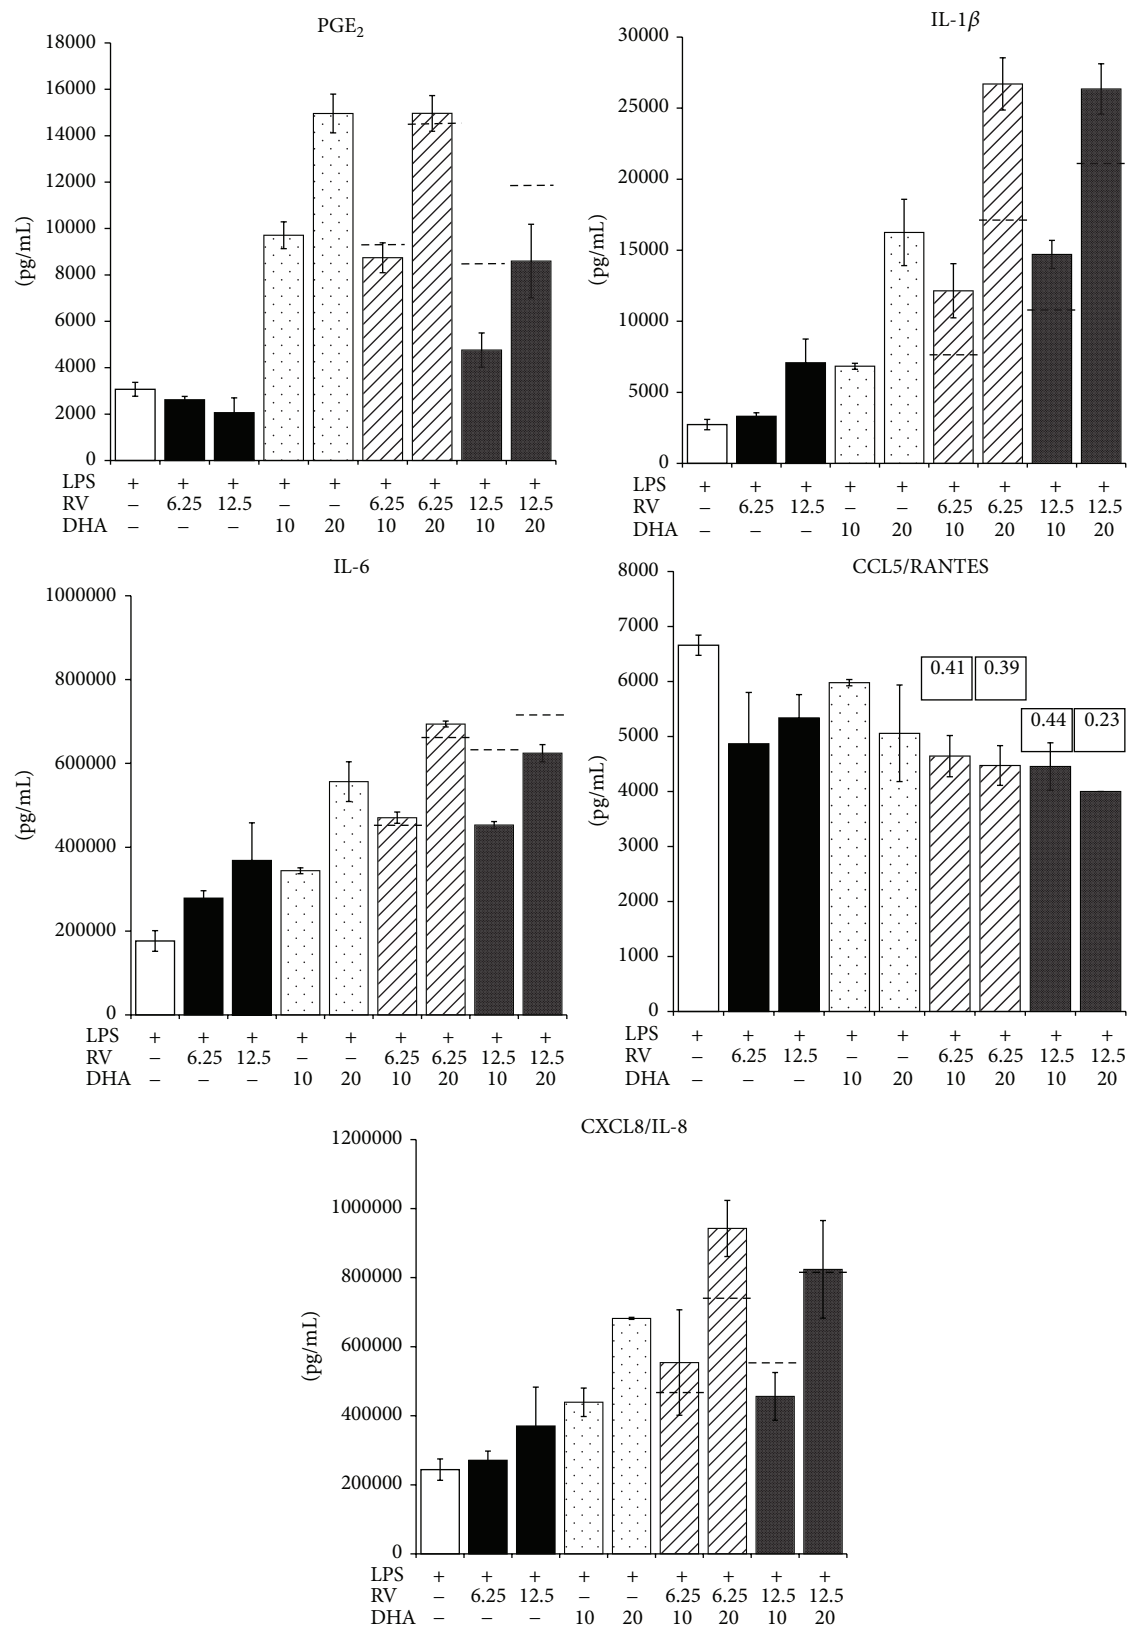 PGE2
18000
16000
14000
12000
10000
8000
6000
4000
2000
0
(pg/mL)
LPS + + + + + + + + +
RV – 6.25 12.5 – – 6.25 6.25 12.5 12.5
DHA – – – 10 20 10 20 10 20
IL-1β
30000
25000
20000
15000
10000
5000
0
(pg/mL)
LPS + + + + + + + + +
RV – 6.25 12.5 – – 6.25 6.25 12.5 12.5
DHA – – – 10 20 10 20 10 20
IL-6
1000000
800000
600000
400000
200000
0
(pg/mL)
LPS + + + + + + + + +
RV – 6.25 12.5 – – 6.25 6.25 12.5 12.5
DHA – – – 10 20 10 20 10 20
CCL5/RANTES
8000
7000
6000
5000
4000
3000
2000
1000
0
(pg/mL)
0.41 0.39
0.44 0.23
LPS + + + + + + + + +
RV – 6.25 12.5 – – 6.25 6.25 12.5 12.5
DHA – – – 10 20 10 20 10 20
CXCL8/IL-8
1200000
1000000
800000
600000
400000
200000
0
(pg/mL)
LPS + + + + + + + + +
RV – 6.25 12.5 – – 6.25 6.25 12.5 12.5
DHA – – – 10 20 10 20 10 20